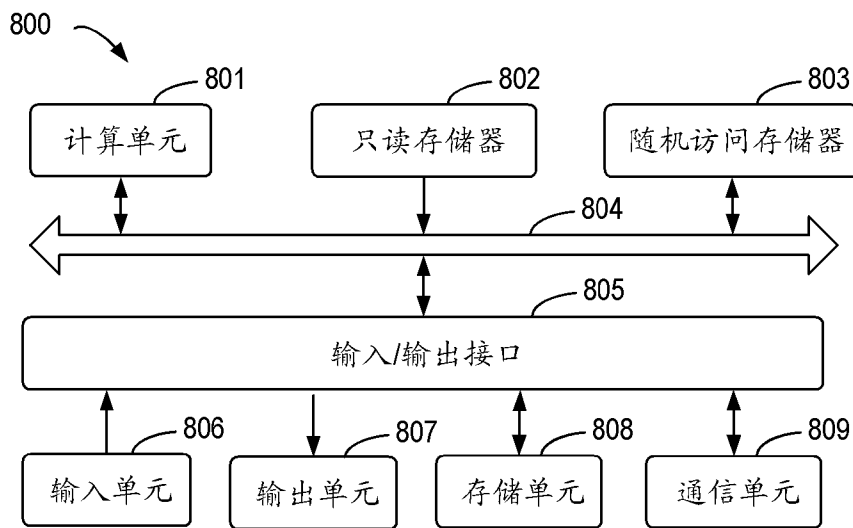 800
801
802
803
计算单元
只读存储器
随机访问存储器
804
805
输入/输出接口
806
807
808
809
输入单元
输出单元
存储单元
通信单元